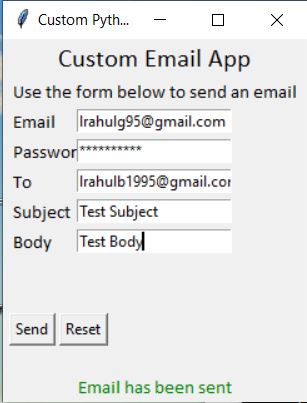 Custom Pyth...
Custom Email App
Use the form below to send an email
Email lrahulg95@gmail.com
Passwor **********
To lrahulb1995@gmail.cor
Subject Test Subject
Body Test Body
Send Reset
Email has been sent